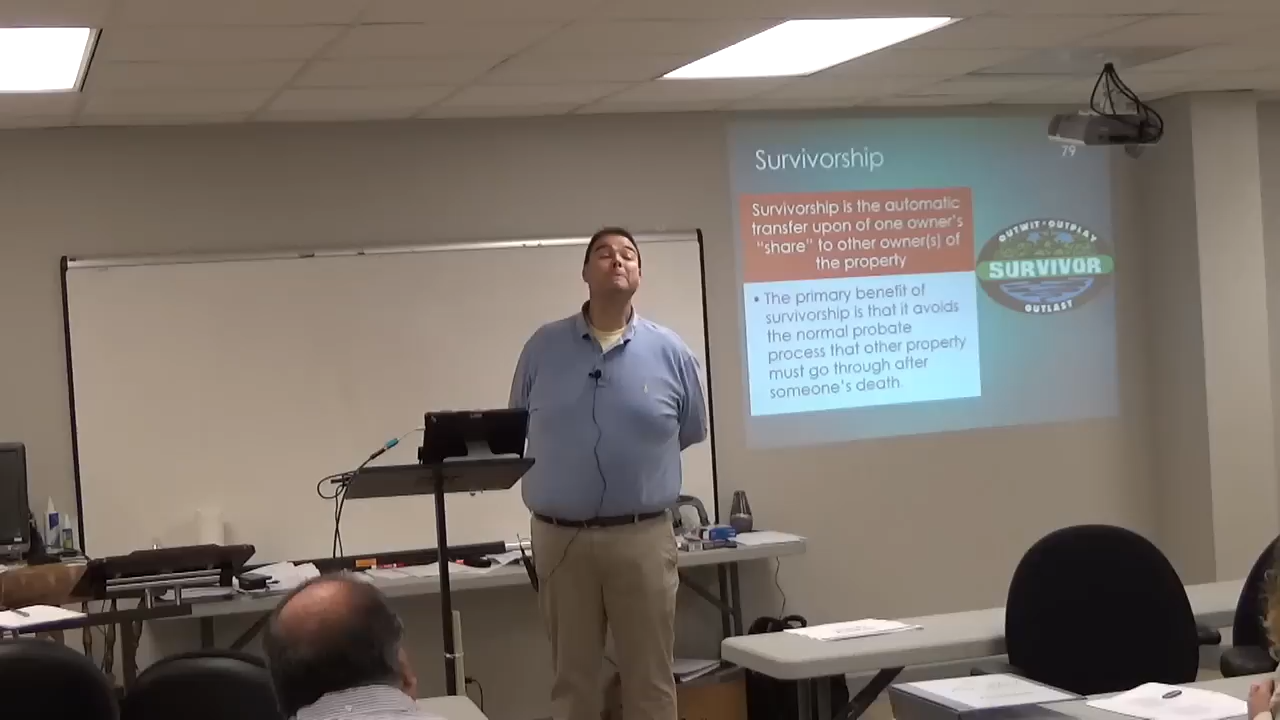 Survivorship
79
Survivorship is the automatic
transfer upon of one owner's
"share" to other owner(s) of
the property
• The primary benefit of
survivorship is that it avoids
the normal probate
process that other property
must go through after
someone's death.
OUTWIT • OUTPLAY
SURVIVOR
OUTLAST